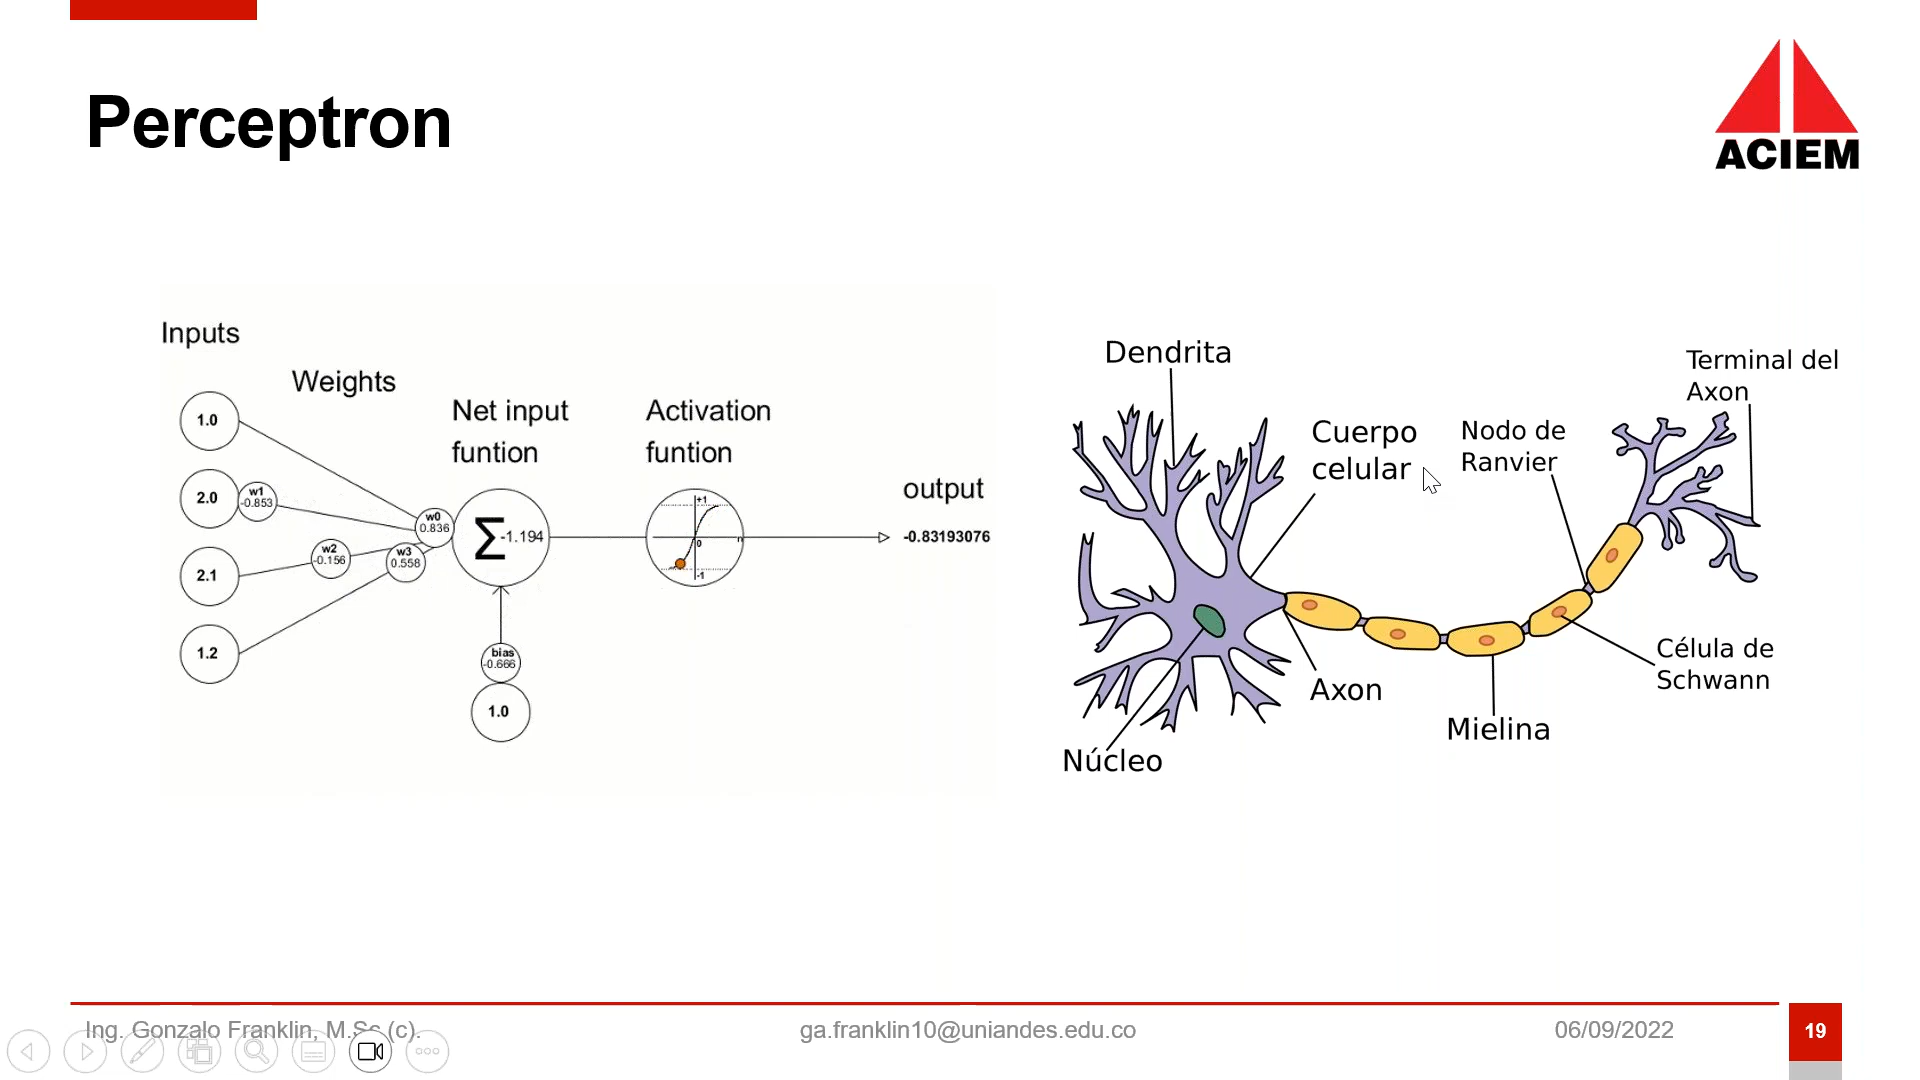 Perceptron
ACIEM
Inputs
Weights
Net input
funtion
Activation
funtion
output
1.0
2.0
2.1
1.2
w1
-0.853
w2
-0.156
w3
0.558
w0
0.836
Σ -1.194
+1
0
n
-1
-0.83193076
bias
-0.666
1.0
Dendrita
Cuerpo
celular
Nodo de
Ranvier
Terminal del
Axon
Axon
Mielina
Célula de
Schwann
Núcleo
Ing. Gonzalo Franklin, M.Sc (c).
ga.franklin10@uniandes.edu.co
06/09/2022
19